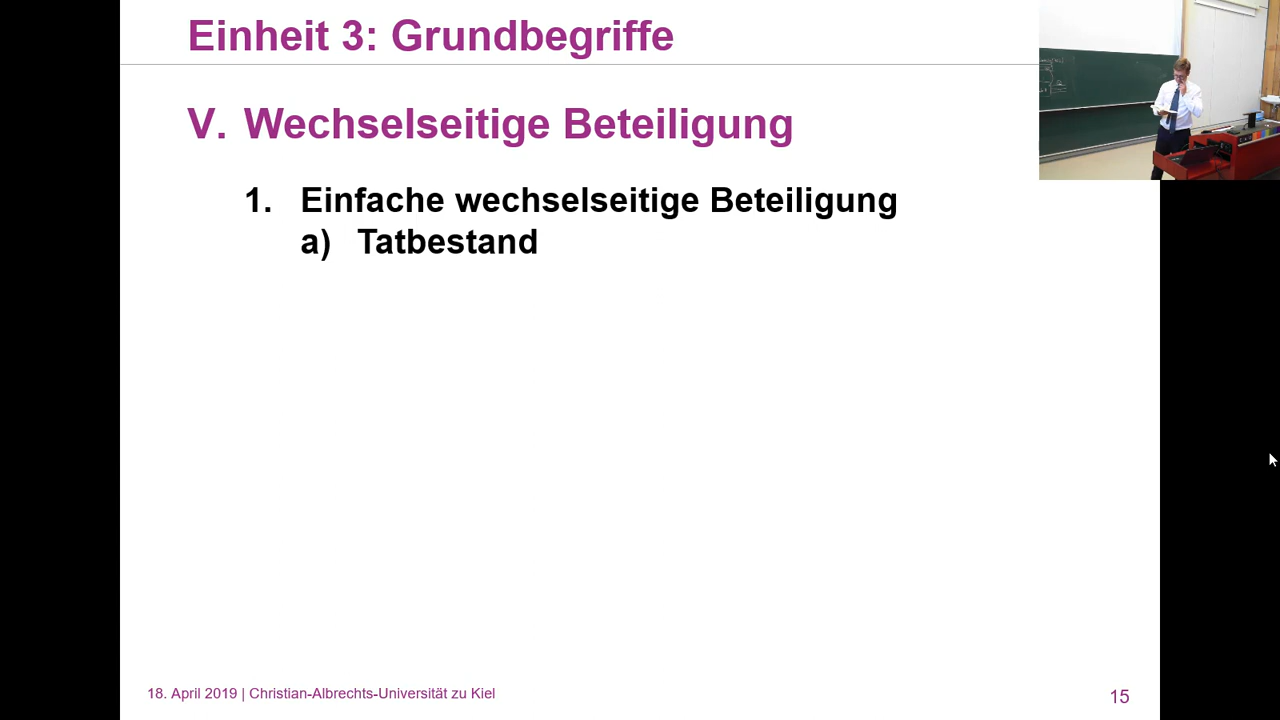 Einheit 3: Grundbegriffe
V. Wechselseitige Beteiligung
1. Einfache wechselseitige Beteiligung
a) Tatbestand
18. April 2019 | Christian-Albrechts-Universität zu Kiel
15